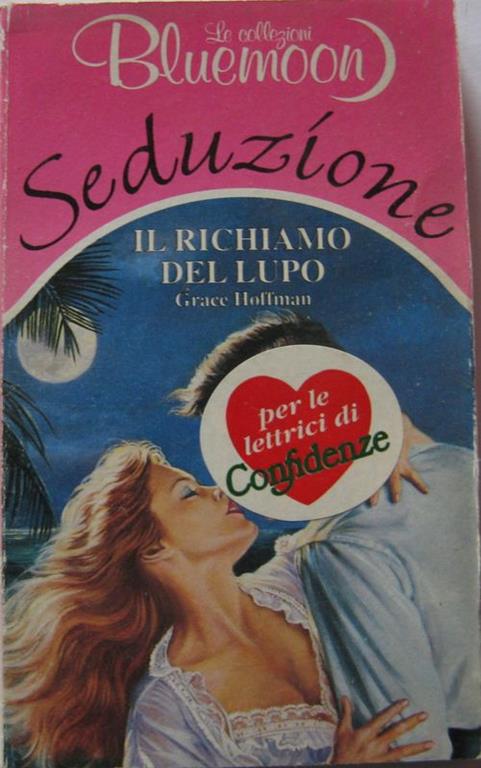 Le collezioni
Bluemoon
Seduzione
IL RICHIAMO
DEL LUPO
Grace Hoffman
per le
lettrici di
Confidenze